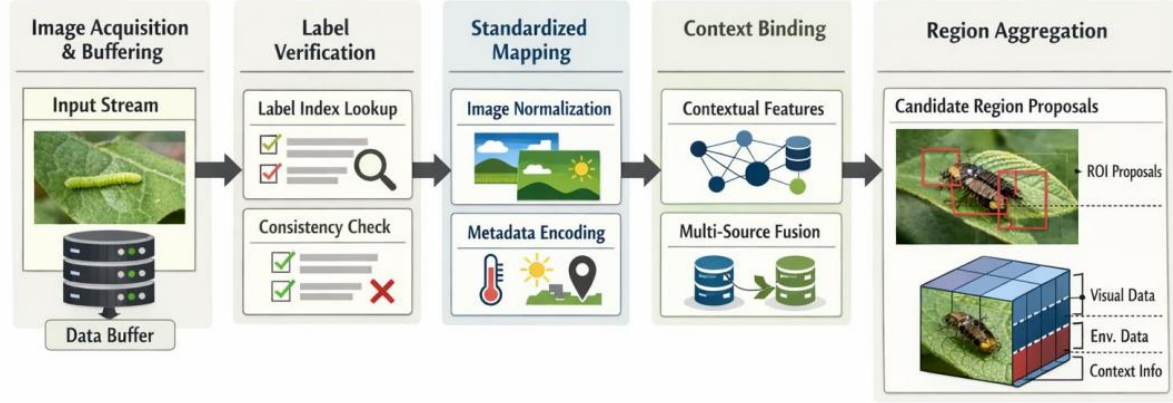 Image Acquisition
& Buffering
Input Stream
Data Buffer
Label
Verification
Label Index Lookup
Consistency Check
Standardized
Mapping
Image Normalization
Metadata Encoding
Context Binding
Contextual Features
Multi-Source Fusion
Region Aggregation
Candidate Region Proposals
ROI Proposals
Visual Data
Env. Data
Context Info